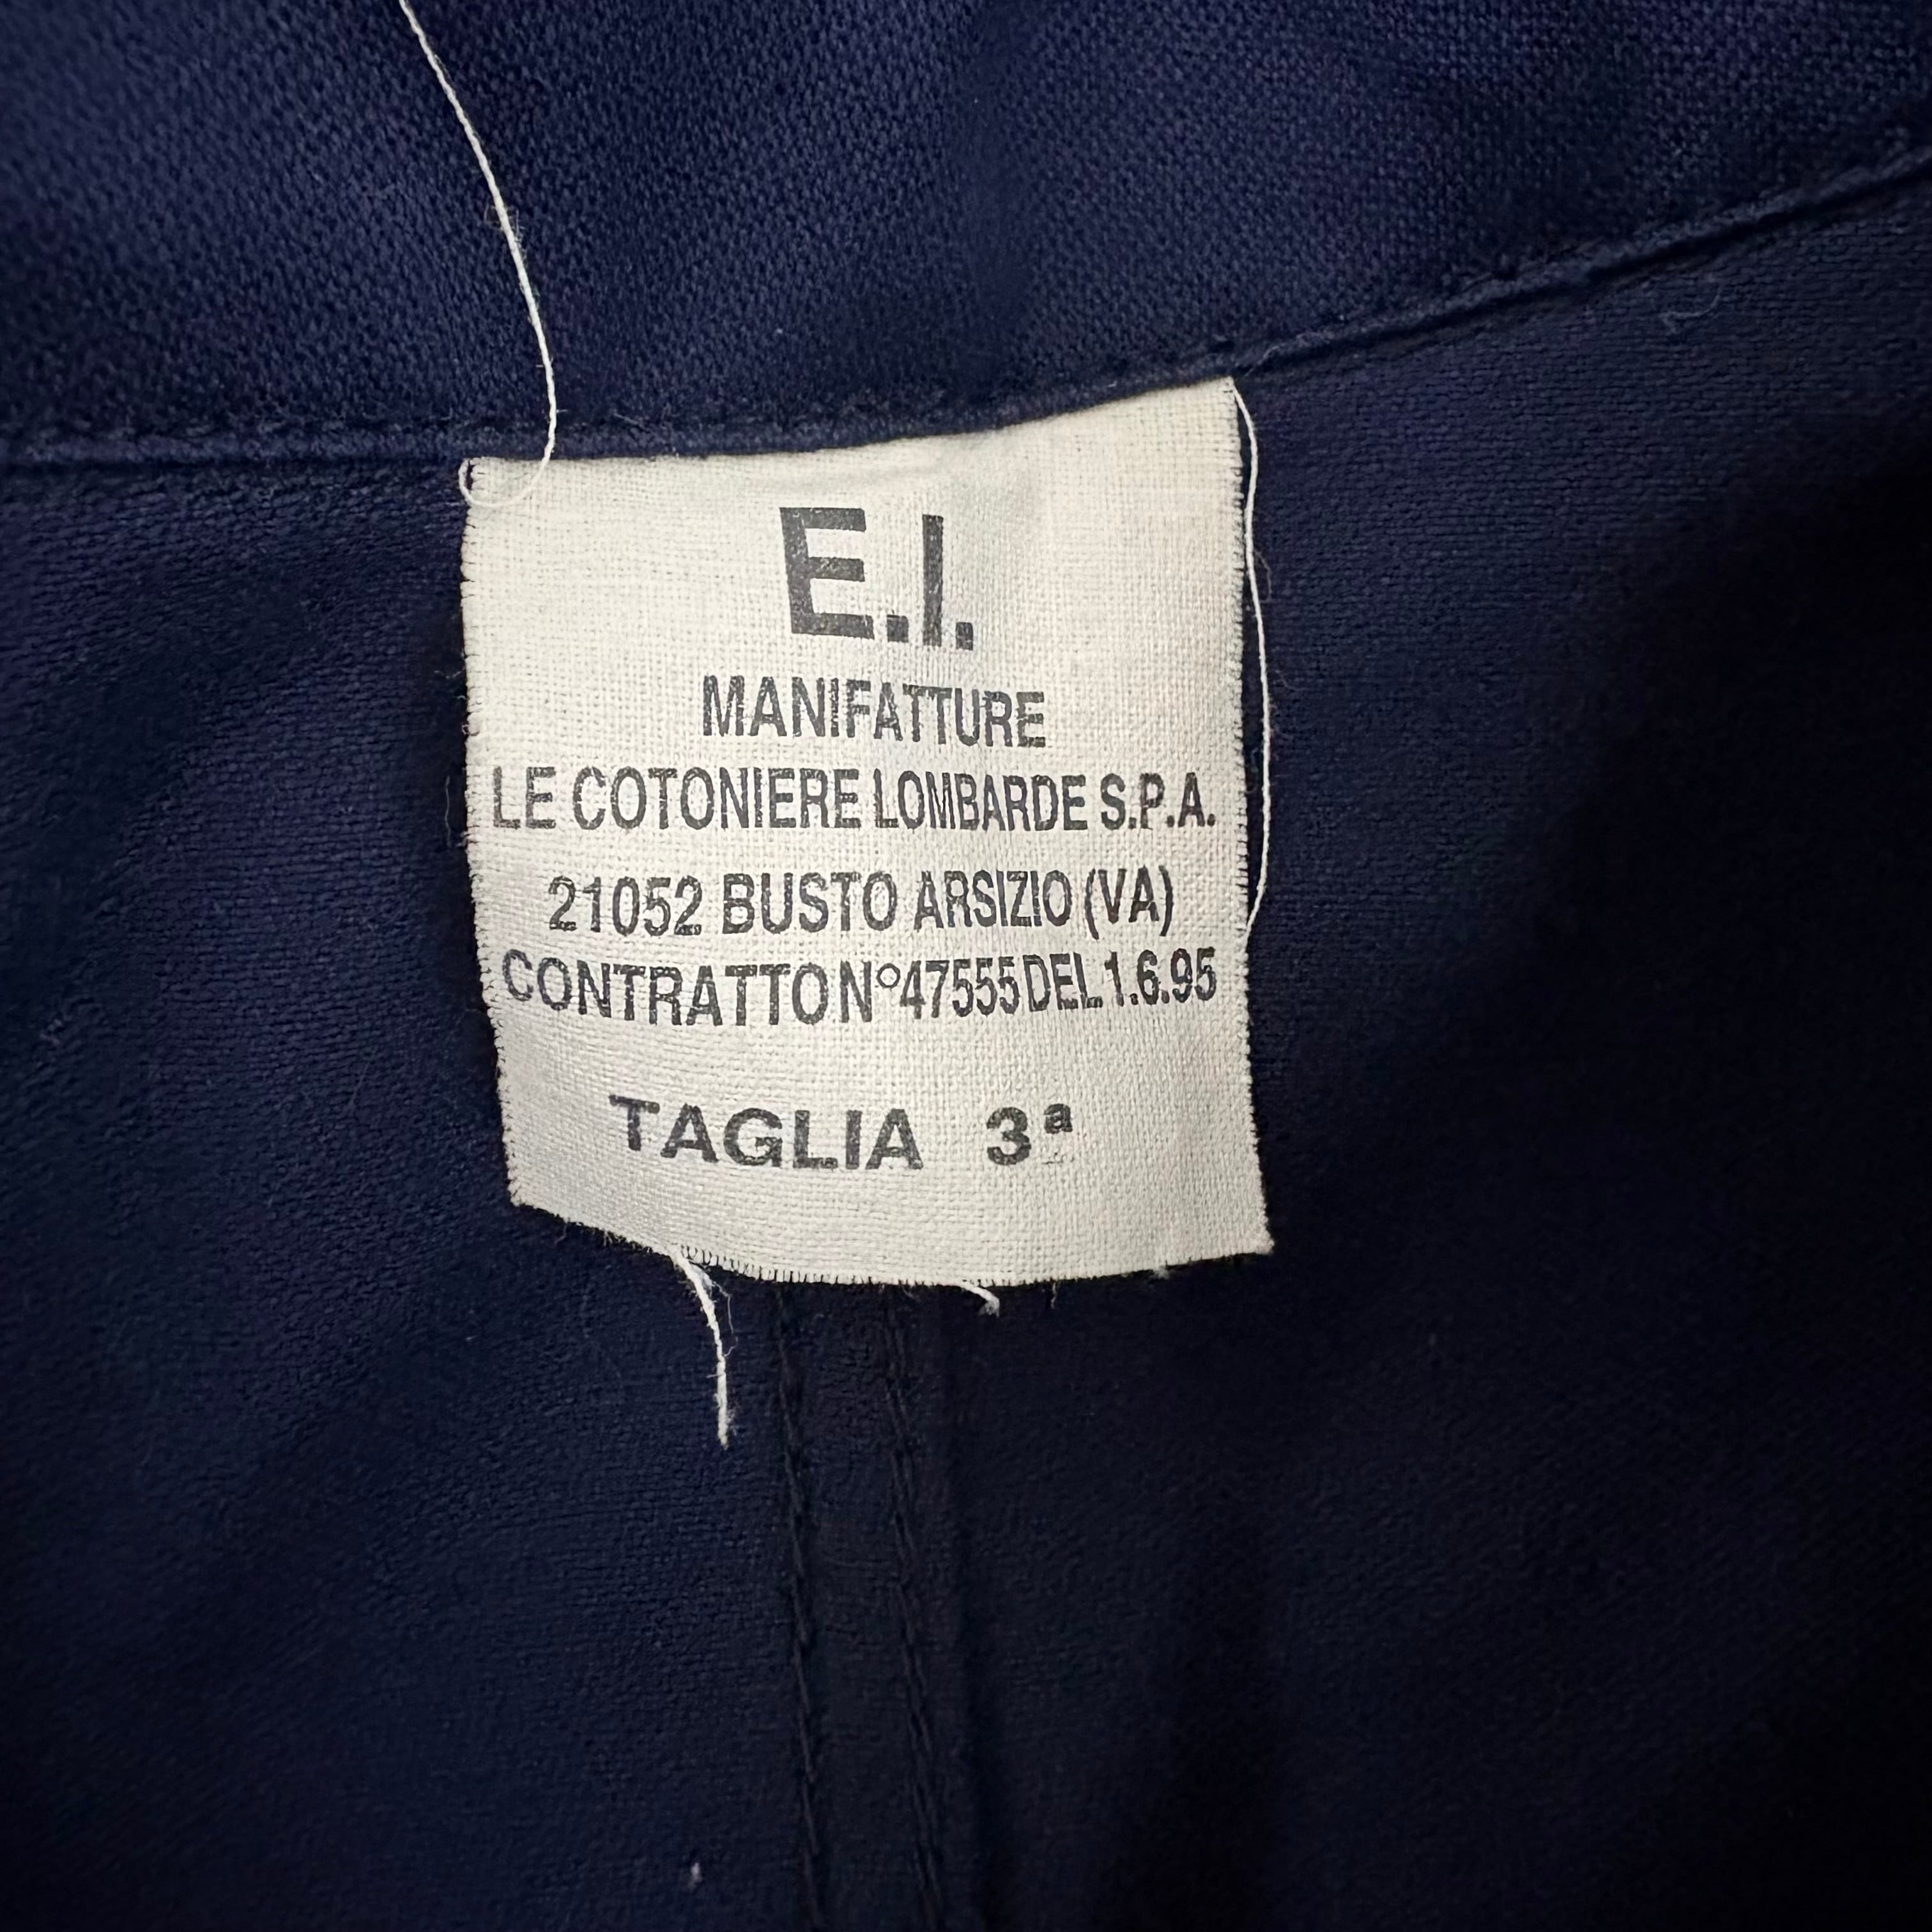 E.I.
MANIFATTURE
LE COTONIERE LOMBARDE S.P.A.
21052 BUSTO ARSIZIO (VA)
CONTRATTO N°47555 DEL 1.6.95
TAGLIA 3ª